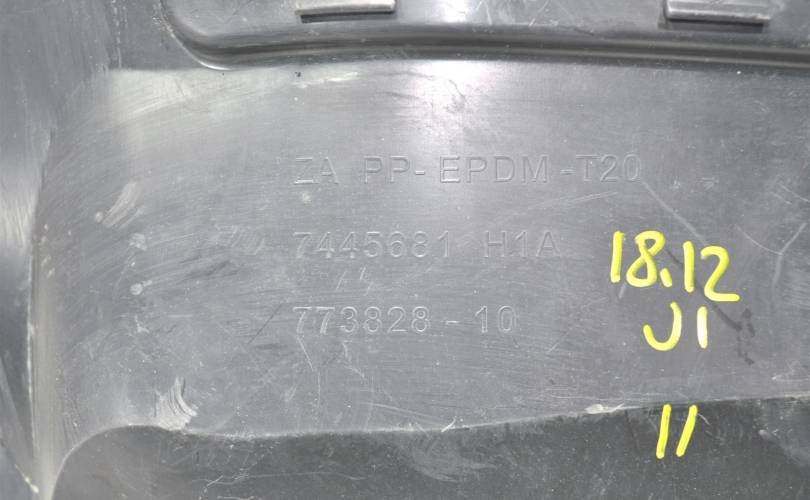 ZA PP-EPDM-T20
7445681 H1A
773828-10
18.12
J1
11